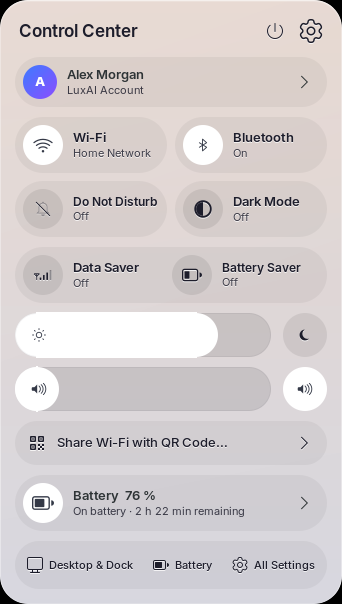 Control Center
A
Alex Morgan
LuxAI Account
Wi-Fi
Home Network
Bluetooth
On
Do Not Disturb
Off
Dark Mode
Off
Data Saver
Off
Battery Saver
Off
Share Wi-Fi with QR Code...
Battery 76 %
On battery · 2 h 22 min remaining
Desktop & Dock Battery All Settings